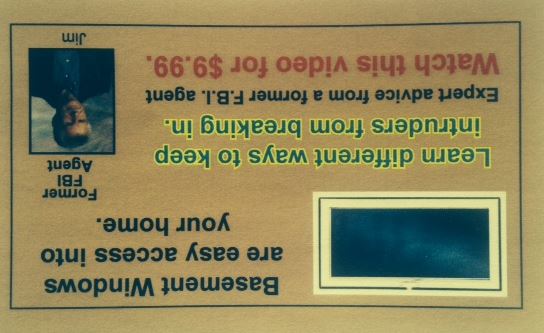 Basement Windows
are easy access into
your home.
Former
FBI
Agent
Jim
Learn different ways to keep
intruders from breaking in.
Expert advice from a former F.B.I. agent
Watch this video for $9.99.